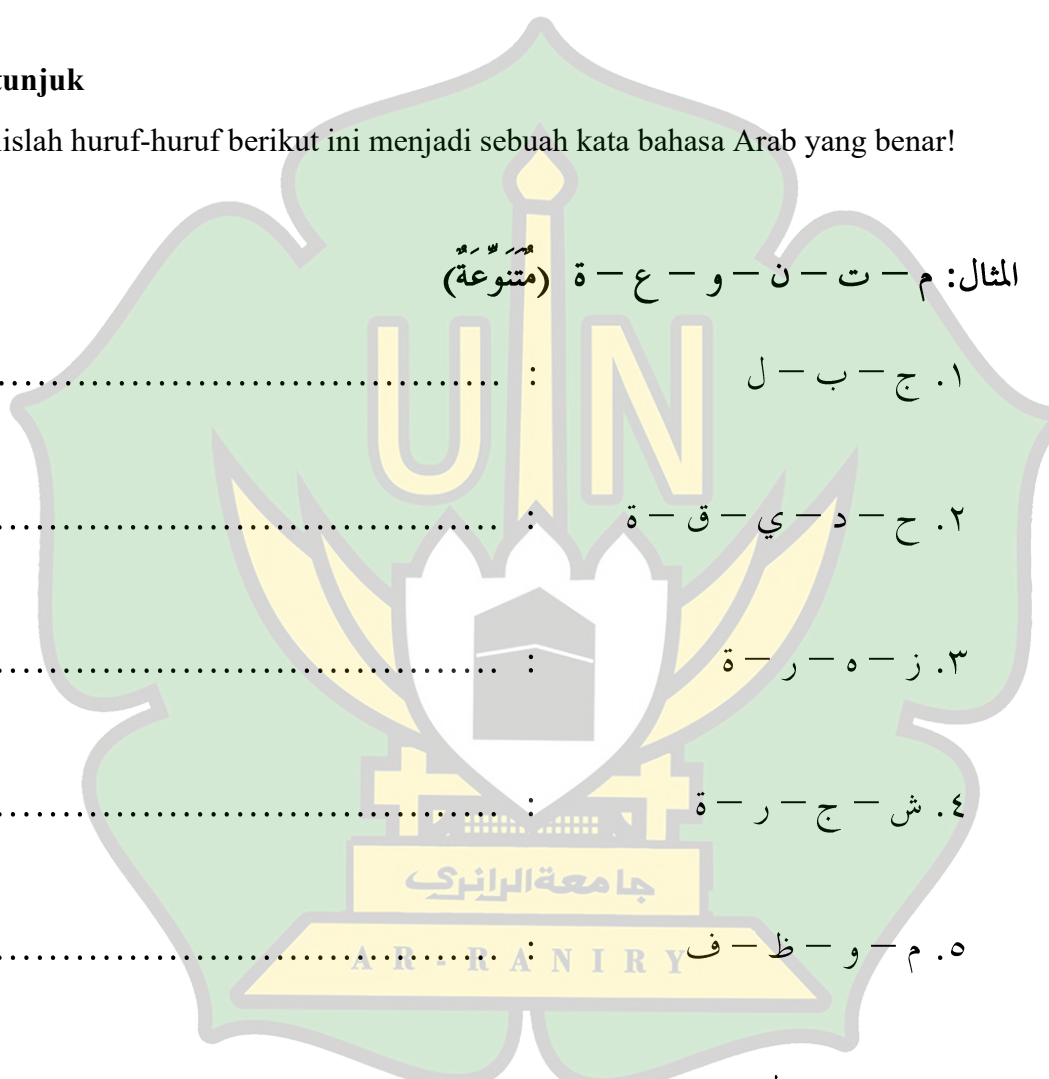 tunjuk
islah huruf-huruf berikut ini menjadi sebuah kata bahasa Arab yang benar!
المثال: م – ت – ن – و – ع – ة (مُتَنَوِّعَةٌ)
١. ج – ب – ل : ........................................
٢. ح – د – ي – ق – ة : ........................................
٣. ز – ه – ر – ة : ........................................
٤. ش – ج – ر – ة : ........................................
٥. م – و – ظ – ف : ........................................
UIN
جامعة الرانري
AR-RANIRY